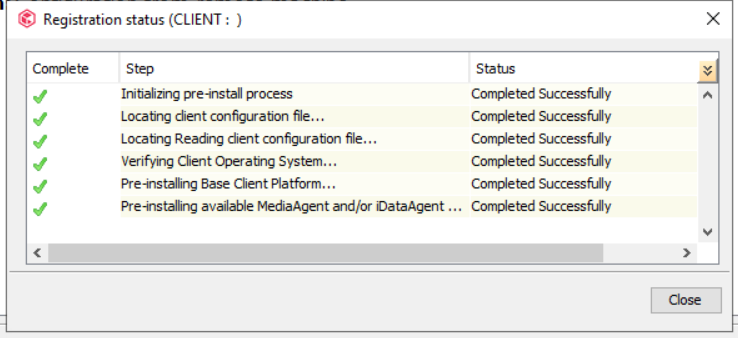 Registration status (CLIENT : )
Complete Step Status
Initializing pre-install process Completed Successfully
Locating client configuration file... Completed Successfully
Locating Reading client configuration file... Completed Successfully
Verifying Client Operating System... Completed Successfully
Pre-installing Base Client Platform... Completed Successfully
Pre-installing available MediaAgent and/or iDataAgent ... Completed Successfully
Close